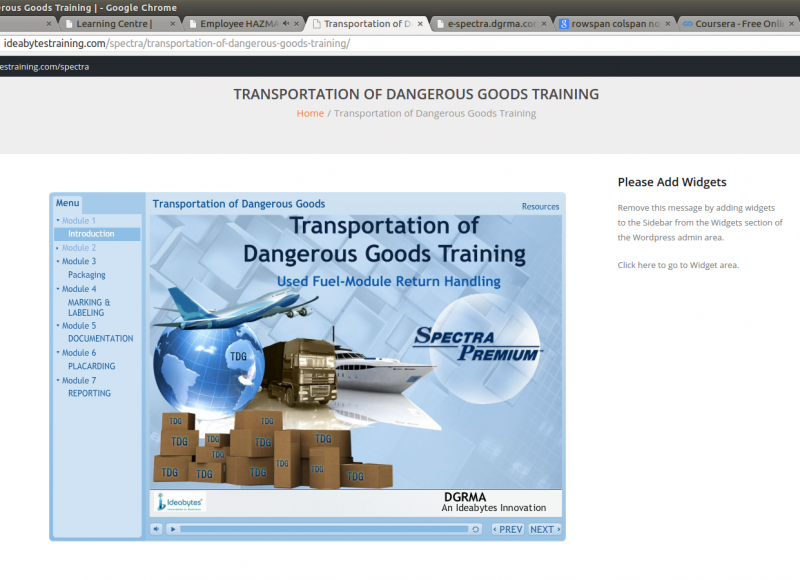 erous Goods Training | - Google Chrome
Learning Centre |
Employee HAZMA
Transportation of D
e-spectra.dgrma.co
rowspan colspan no
Coursera - Free Onli
ideabytestraining.com/spectra/transportation-of-dangerous-goods-training/
estraining.com/spectra
TRANSPORTATION OF DANGEROUS GOODS TRAINING
Home / Transportation of Dangerous Goods Training
Please Add Widgets
Remove this message by adding widgets
to the Sidebar from the Widgets section of
the Wordpress admin area.
Click here to go to Widget area.
Menu
Module 1
Introduction
Module 2
Module 3
Packaging
Module 4
MARKING &
LABELING
Module 5
DOCUMENTATION
Module 6
PLACARDING
Module 7
REPORTING
Transportation of Dangerous Goods
Resources
Transportation of
Dangerous Goods Training
Used Fuel-Module Return Handling
SPECTRA
PREMIUM
TDG
TDG
TDG
TDG
TDG
TDG
TDG
TDG
TDG
TDG
TDG
TDG
TDG
Ideabytes
DGRMA
An Ideabytes Innovation
PREV
NEXT